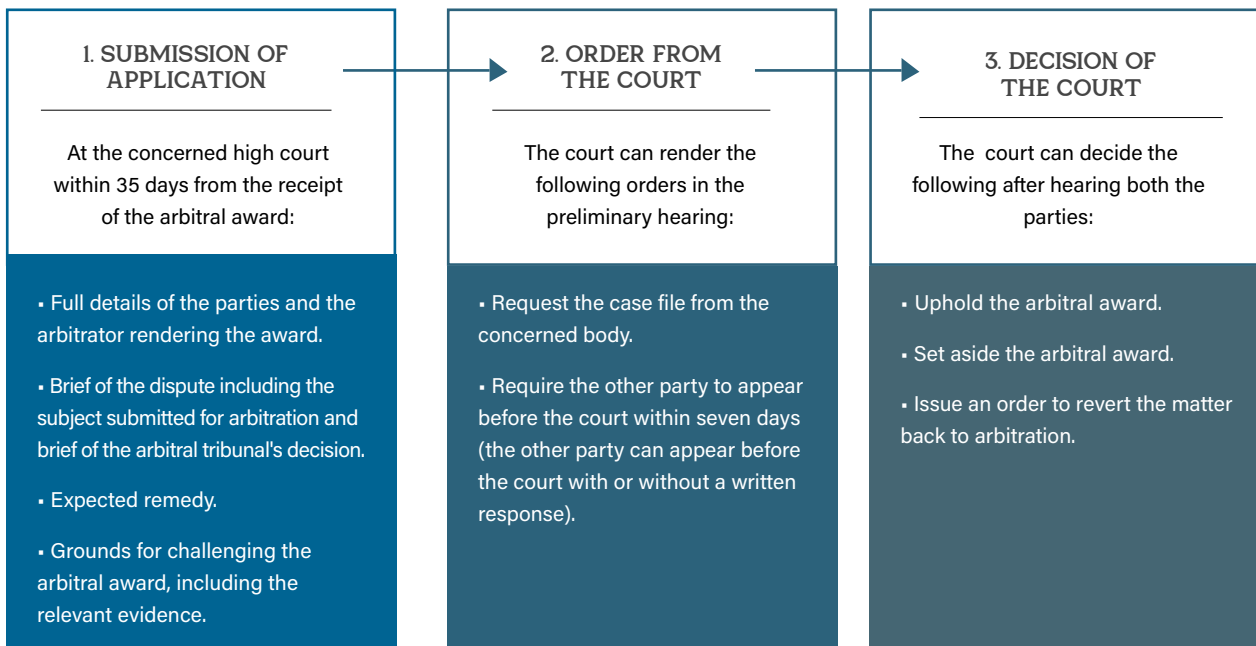 1. SUBMISSION OF
APPLICATION
At the concerned high court
within 35 days from the receipt
of the arbitral award:
▪ Full details of the parties and the
arbitrator rendering the award.
▪ Brief of the dispute including the
subject submitted for arbitration and
brief of the arbitral tribunal's decision.
▪ Expected remedy.
▪ Grounds for challenging the
arbitral award, including the
relevant evidence.
2. ORDER FROM
THE COURT
The court can render the
following orders in the
preliminary hearing:
▪ Request the case file from the
concerned body.
▪ Require the other party to appear
before the court within seven days
(the other party can appear before
the court with or without a written
response).
3. DECISION OF
THE COURT
The court can decide the
following after hearing both the
parties:
▪ Uphold the arbitral award.
▪ Set aside the arbitral award.
▪ Issue an order to revert the matter
back to arbitration.